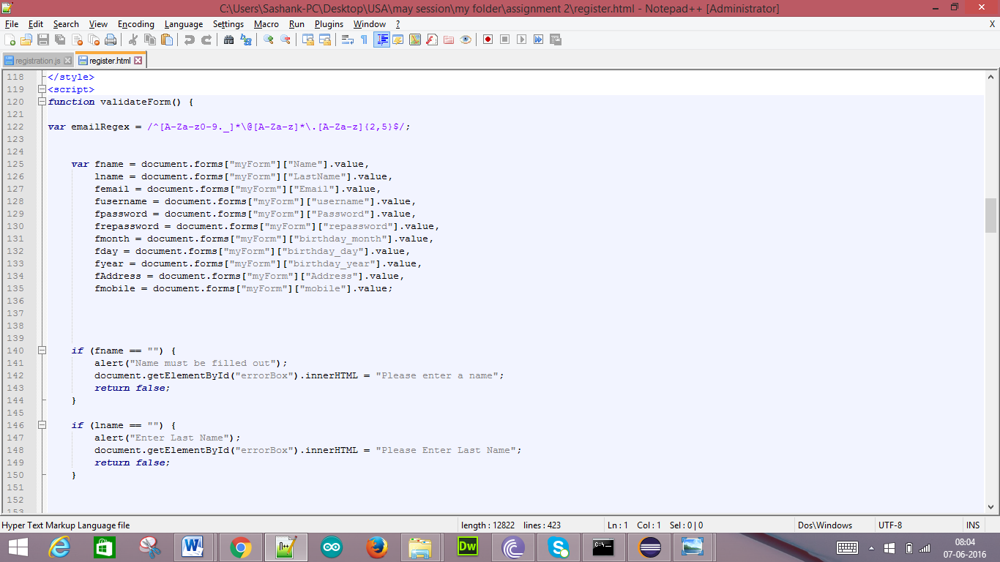 C:\Users\Sashank-PC\Desktop\USA\may session\my folder\assignment 2\register.html - Notepad++ [Administrator]
File Edit Search View Encoding Language Settings Macro Run Plugins Window ? X
registration.js register.html
118 </style>
119 <script>
120 function validateForm() {
121
122 var emailRegex = /^[A-Za-z0-9._]*\@[A-Za-z]*\.[A-Za-z]{2,5}$/;
123
124
125 var fname = document.forms["myForm"]["Name"].value,
126 lname = document.forms["myForm"]["LastName"].value,
127 femail = document.forms["myForm"]["Email"].value,
128 fusername = document.forms["myForm"]["username"].value,
129 fpassword = document.forms["myForm"]["Password"].value,
130 frepassword = document.forms["myForm"]["repassword"].value,
131 fmonth = document.forms["myForm"]["birthday_month"].value,
132 fday = document.forms["myForm"]["birthday_day"].value,
133 fyear = document.forms["myForm"]["birthday_year"].value,
134 fAddress = document.forms["myForm"]["Address"].value,
135 fmobile = document.forms["myForm"]["mobile"].value;
136
137
138
139
140 if (fname == "") {
141 alert("Name must be filled out");
142 document.getElementById("errorBox").innerHTML = "Please enter a name";
143 return false;
144 }
145
146 if (lname == "") {
147 alert("Enter Last Name");
148 document.getElementById("errorBox").innerHTML = "Please Enter Last Name";
149 return false;
150 }
151
152
153
Hyper Text Markup Language file length : 12822 lines : 423 Ln : 1 Col : 1 Sel : 0 | 0 Dos\Windows UTF-8 INS
Dw
08:04
07-06-2016